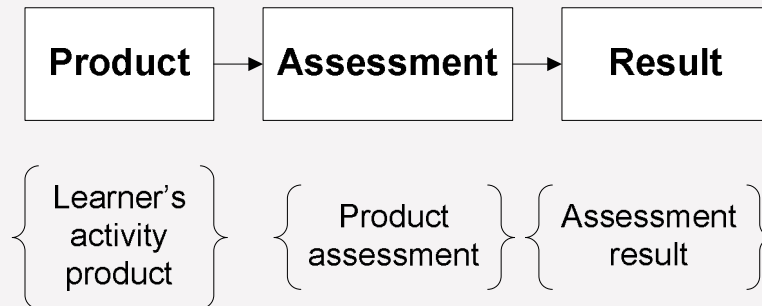 Product
Assessment
Result
Learner’s
activity
product
Product
assessment
Assessment
result